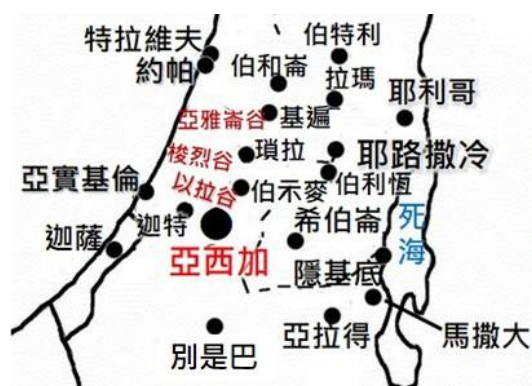 特拉維夫
伯特利
約帕
伯和崙
拉瑪
耶利哥
亞雅崙谷
基遍
梭烈谷
瑣拉
耶路撒冷
亞實基倫
以拉谷
伯示麥
伯利恆
迦薩
迦特
希伯崙
死海
亞西加
隱基底
別是巴
亞拉得
馬撒大